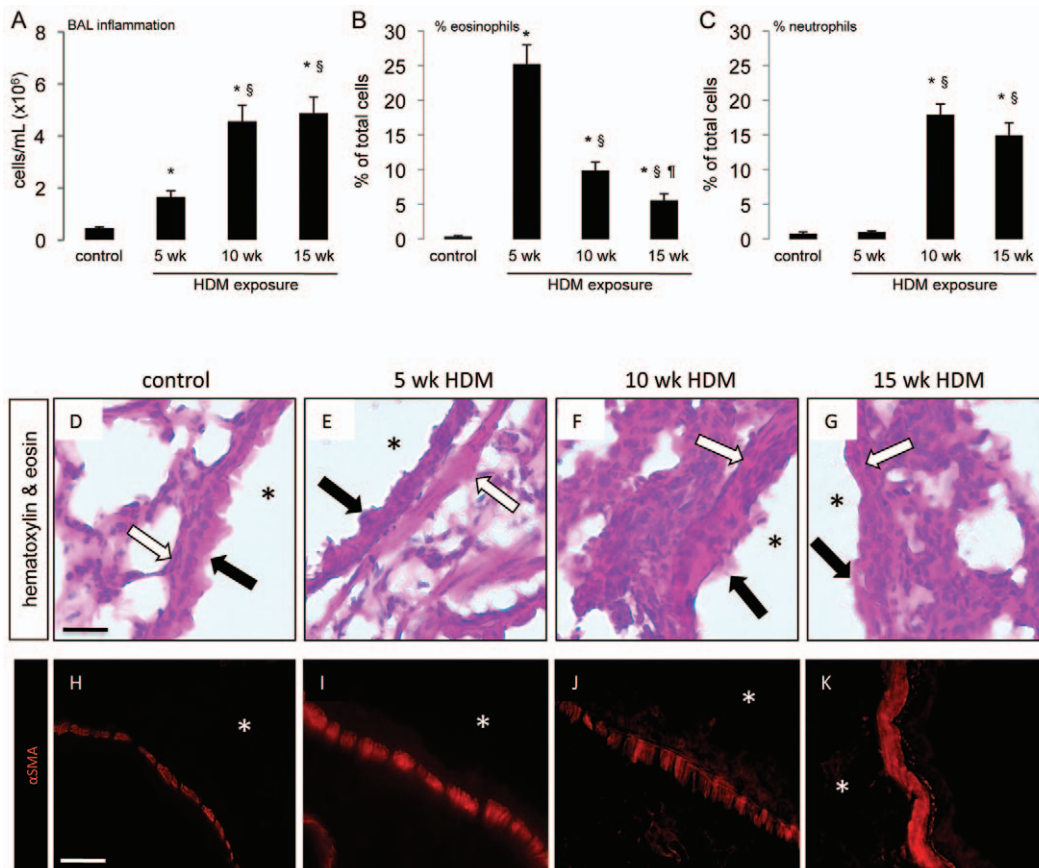 A BAL inflammation
cells/mL (x10⁶)
8
6
4
2
0
*
* §
* §
control 5 wk 10 wk 15 wk
HDM exposure
B % eosinophils
% of total cells
30
25
20
15
10
5
0
*
* §
* § ¶
control 5 wk 10 wk 15 wk
HDM exposure
C % neutrophils
% of total cells
30
25
20
15
10
5
0
* §
* §
control 5 wk 10 wk 15 wk
HDM exposure
control 5 wk HDM 10 wk HDM 15 wk HDM
hematoxylin & eosin
D * E * F * G *
αSMA
H * I * J * K *